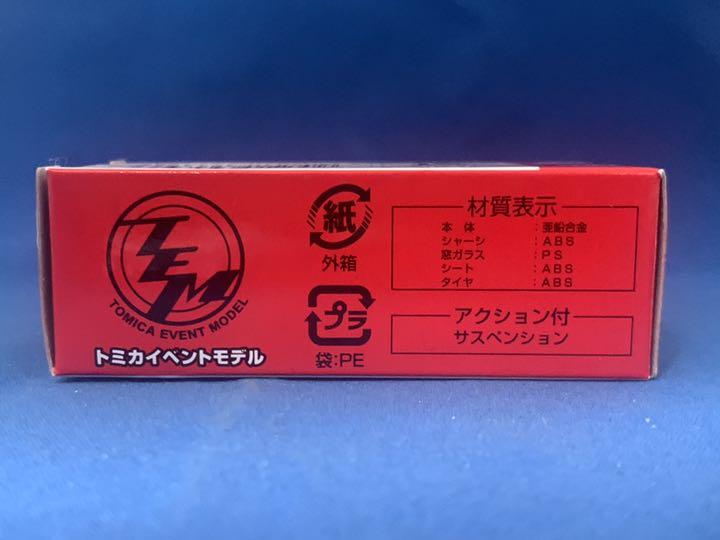 TEM
TOMICA EVENT MODEL
トミカイベントモデル
紙
外箱
プラ
袋:PE
材質表示
本体 :亜鉛合金
シャーシ :ABS
窓ガラス :PS
シート :ABS
タイヤ :ABS
アクション付
サスペンション